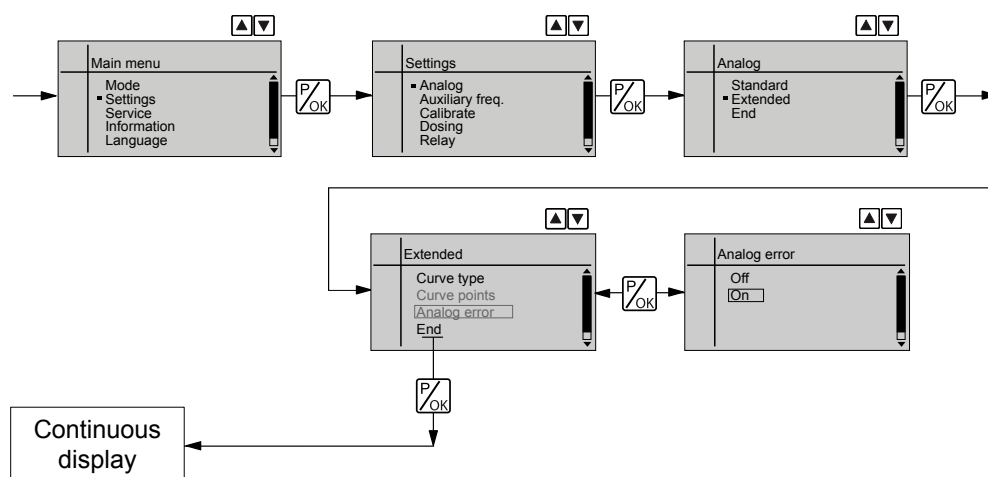 Main menu
Mode
Settings
Service
Information
Language
P/OK
Settings
Analog
Auxiliary freq.
Calibrate
Dosing
Relay
P/OK
Analog
Standard
Extended
End
P/OK
Extended
Curve type
Curve points
Analog error
End
P/OK
Analog error
Off
On
P/OK
Continuous
display